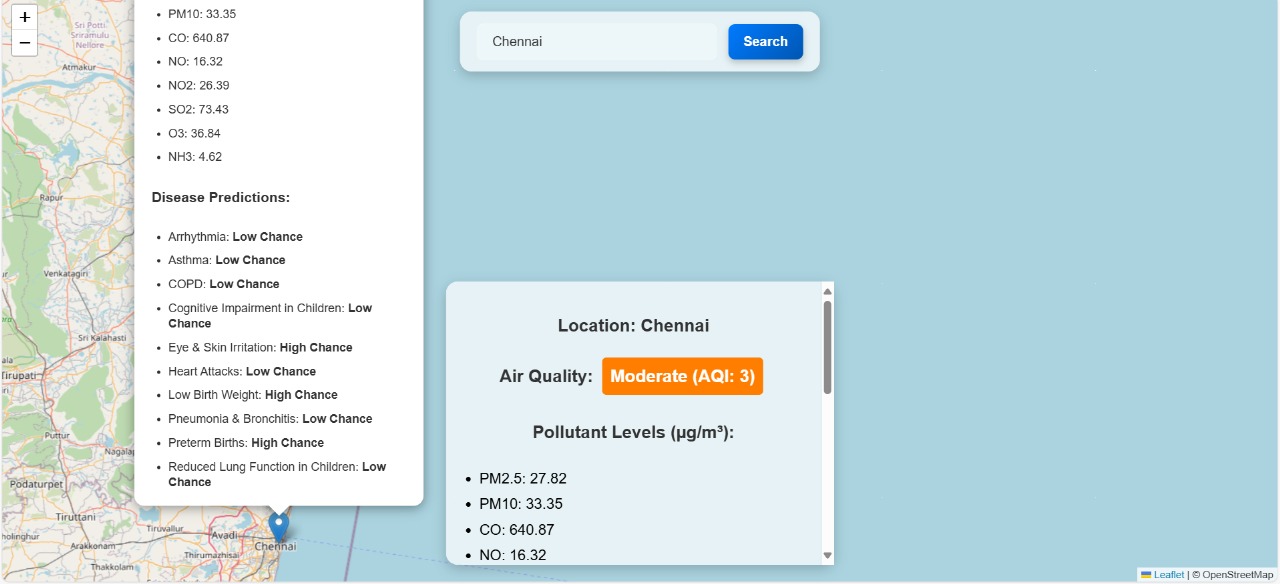 +
−
Sri Potti
Sriramulu
Nellore
Atmakur
Rapur
Venkatagiri
Sri Kalahasti
Tirupati
Puttur
Nagalap
Podaturpet
Tiruttani
Tiruvallur
Avadi
Chennai
Arakkonam
Thirumazhisai
Thakkolam
holinghur
• PM10: 33.35
• CO: 640.87
• NO: 16.32
• NO2: 26.39
• SO2: 73.43
• O3: 36.84
• NH3: 4.62
Disease Predictions:
• Arrhythmia: Low Chance
• Asthma: Low Chance
• COPD: Low Chance
• Cognitive Impairment in Children: Low
Chance
• Eye & Skin Irritation: High Chance
• Heart Attacks: Low Chance
• Low Birth Weight: High Chance
• Pneumonia & Bronchitis: Low Chance
• Preterm Births: High Chance
• Reduced Lung Function in Children: Low
Chance
Chennai
Search
Location: Chennai
Air Quality: Moderate (AQI: 3)
Pollutant Levels (µg/m³):
• PM2.5: 27.82
• PM10: 33.35
• CO: 640.87
• NO: 16.32
Leaflet | © OpenStreetMap